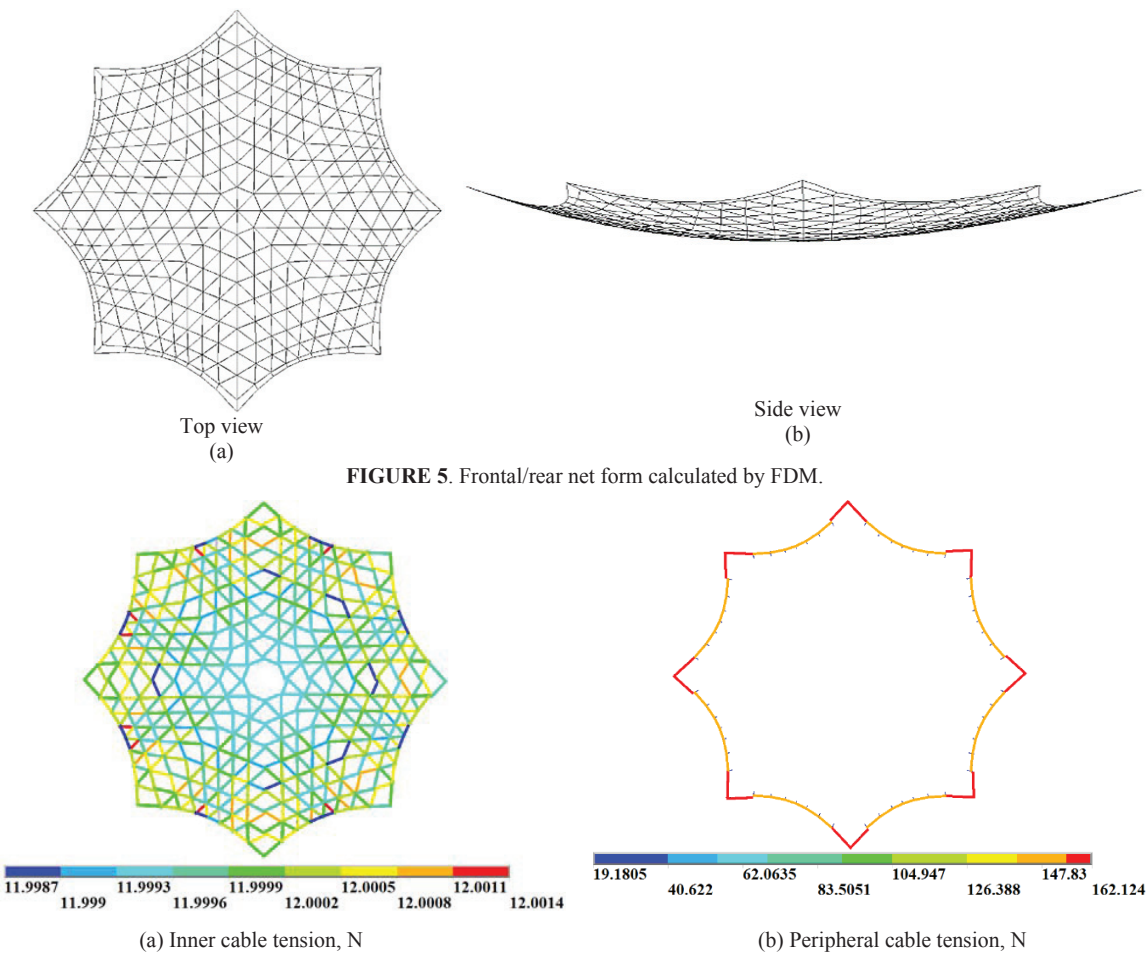 Top view
(a)
Side view
(b)
FIGURE 5. Frontal/rear net form calculated by FDM.
11.9987 11.9993 11.9999 12.0005 12.0011
11.999 11.9996 12.0002 12.0008 12.0014
(a) Inner cable tension, N
19.1805 62.0635 104.947 147.83
40.622 83.5051 126.388 162.124
(b) Peripheral cable tension, N